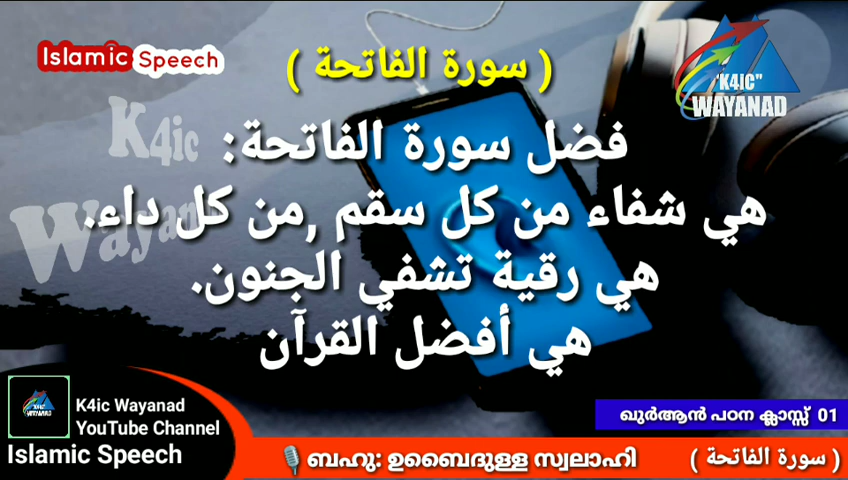 Islamic Speech
( سورة الفاتحة )
"K4IC"
WAYANAD
فضل سورة الفاتحة:
هي شفاء من كل سقم ,من كل داء.
هي رقية تشفي الجنون.
هي أفضل القرآن
K4ic
Wayanad
K4IC
WAYANAD
K4ic Wayanad
YouTube Channel
Islamic Speech
ഖുർആൻ പഠന ക്ലാസ്സ് 01
ബഹു: ഉബൈദുള്ള സ്വലാഹി
( سورة الفاتحة )